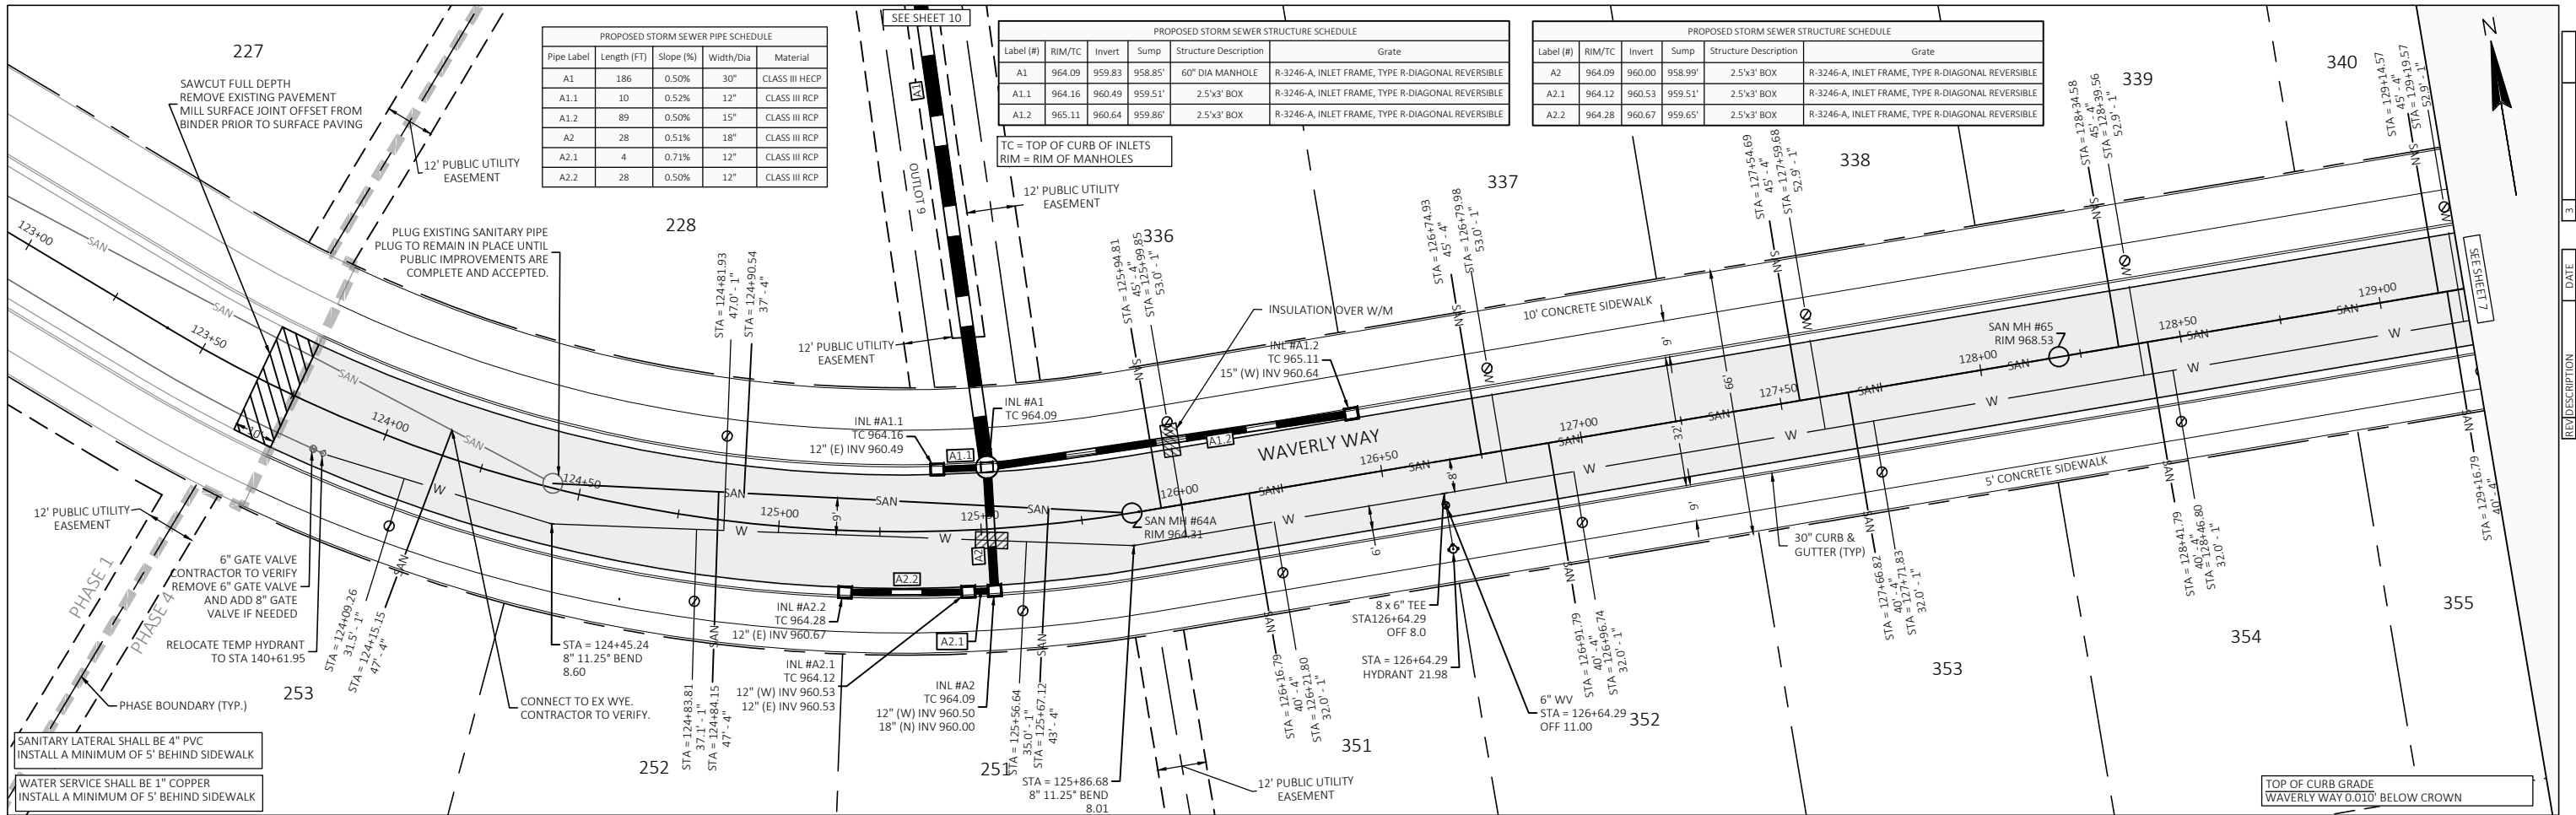 SEE SHEET 10
PROPOSED STORM SEWER PIPE SCHEDULE
Pipe Label Length (FT) Slope (%) Width/Dia Material
A1 186 0.50% 30" CLASS III HECP
A1.1 10 0.52% 12" CLASS III RCP
A1.2 89 0.50% 15" CLASS III RCP
A2 28 0.51% 18" CLASS III RCP
A2.1 4 0.71% 12" CLASS III RCP
A2.2 28 0.50% 12" CLASS III RCP
PROPOSED STORM SEWER STRUCTURE SCHEDULE
Label (#) RIM/TC Invert Sump Structure Description Grate
A1 964.09 959.83 958.85' 60" DIA MANHOLE R-3246-A, INLET FRAME, TYPE R-DIAGONAL REVERSIBLE
A1.1 964.16 960.49 959.51' 2.5'x3' BOX R-3246-A, INLET FRAME, TYPE R-DIAGONAL REVERSIBLE
A1.2 965.11 960.64 959.86' 2.5'x3' BOX R-3246-A, INLET FRAME, TYPE R-DIAGONAL REVERSIBLE
TC = TOP OF CURB OF INLETS
RIM = RIM OF MANHOLES
PROPOSED STORM SEWER STRUCTURE SCHEDULE
Label (#) RIM/TC Invert Sump Structure Description Grate
A2 964.09 960.00 958.99' 2.5'x3' BOX R-3246-A, INLET FRAME, TYPE R-DIAGONAL REVERSIBLE
A2.1 964.12 960.53 959.51' 2.5'x3' BOX R-3246-A, INLET FRAME, TYPE R-DIAGONAL REVERSIBLE
A2.2 964.28 960.67 959.65' 2.5'x3' BOX R-3246-A, INLET FRAME, TYPE R-DIAGONAL REVERSIBLE
N
227
228
336
337
338
339
340
SAWCUT FULL DEPTH
REMOVE EXISTING PAVEMENT
MILL SURFACE JOINT OFFSET FROM
BINDER PRIOR TO SURFACE PAVING
12' PUBLIC UTILITY
EASEMENT
PLUG EXISTING SANITARY PIPE
PLUG TO REMAIN IN PLACE UNTIL
PUBLIC IMPROVEMENTS ARE
COMPLETE AND ACCEPTED.
OUTLOT 9
A1
12' PUBLIC UTILITY
EASEMENT
12' PUBLIC UTILITY
EASEMENT
STA = 124+81.93
47.0' - 1"
STA = 124+90.54
37' - 4"
STA = 125+94.81
45' - 4"
STA = 125+99.85
53.0' - 1"
STA = 126+74.93
45' - 4"
STA = 126+79.98
53.0' - 1"
STA = 127+54.69
45' - 4"
STA = 127+59.68
52.9' - 1"
STA = 128+34.58
45' - 4"
STA = 128+39.56
52.9' - 1"
STA = 129+14.57
45' - 4"
STA = 129+19.57
52.9' - 1"
INSULATION OVER W/M
10' CONCRETE SIDEWALK
INL #A1.2
TC 965.11
15" (W) INV 960.64
INL #A1
TC 964.09
INL #A1.1
TC 964.16
12" (E) INV 960.49
A1.1
A1.2
WAVERLY WAY
SAN MH #65
RIM 968.53
SEE SHEET 7
123+00
123+50
124+00
124+50
125+00
126+00
126+50
127+00
127+50
128+00
128+50
129+00
SAN
SAN
SAN
SAN
SAN
SAN
SAN
SAN
SAN
SAN
SAN
SAN
W
W
W
W
W
W
W
10'
9'
9'
66'
32'
8'
9'
9'
SAN MH #64A
RIM 964.31
A2
A2.2
A2.1
30" CURB &
GUTTER (TYP)
5' CONCRETE SIDEWALK
12' PUBLIC UTILITY
EASEMENT
PHASE 1
PHASE 4
6" GATE VALVE
CONTRACTOR TO VERIFY
REMOVE 6" GATE VALVE
AND ADD 8" GATE
VALVE IF NEEDED
RELOCATE TEMP HYDRANT
TO STA 140+61.95
PHASE BOUNDARY (TYP.)
STA = 124+09.26
31.5' - 1"
STA = 124+15.15
47' - 4"
STA = 124+45.24
8" 11.25° BEND
8.60
CONNECT TO EX WYE.
CONTRACTOR TO VERIFY.
STA = 124+83.81
37.1' - 1"
STA = 124+84.15
47' - 4"
INL #A2.2
TC 964.28
12" (E) INV 960.67
INL #A2.1
TC 964.12
12" (W) INV 960.53
12" (E) INV 960.53
INL #A2
TC 964.09
12" (W) INV 960.50
18" (N) INV 960.00
STA = 125+56.64
35.0' - 1"
STA = 125+67.12
43' - 4"
STA = 125+86.68
8" 11.25° BEND
8.01
12' PUBLIC UTILITY
EASEMENT
STA = 126+16.79
40' - 4"
STA = 126+21.80
32.0' - 1"
8 x 6" TEE
STA126+64.29
OFF 8.0
STA = 126+64.29
HYDRANT 21.98
6" WV
STA = 126+64.29
OFF 11.00
STA = 126+91.79
40' - 4"
STA = 126+96.74
32.0' - 1"
STA = 127+66.82
40' - 4"
STA = 127+71.83
32.0' - 1"
STA = 128+41.79
40' - 4"
STA = 128+46.80
32.0' - 1"
STA = 129+16.79
40' - 4"
253
252
251
351
352
353
354
355
SANITARY LATERAL SHALL BE 4" PVC
INSTALL A MINIMUM OF 5' BEHIND SIDEWALK
WATER SERVICE SHALL BE 1" COPPER
INSTALL A MINIMUM OF 5' BEHIND SIDEWALK
TOP OF CURB GRADE
WAVERLY WAY 0.010' BELOW CROWN
3
DATE
REV DESCRIPTION